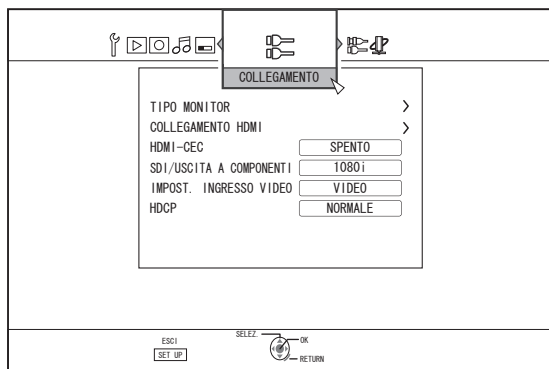 COLLEGAMENTO
TIPO MONITOR
COLLEGAMENTO HDMI
HDMI-CEC SPENTO
SDI/USCITA A COMPONENTI 1080i
IMPOST. INGRESSO VIDEO VIDEO
HDCP NORMALE
ESCI
SET UP
SELEZ.
OK
RETURN